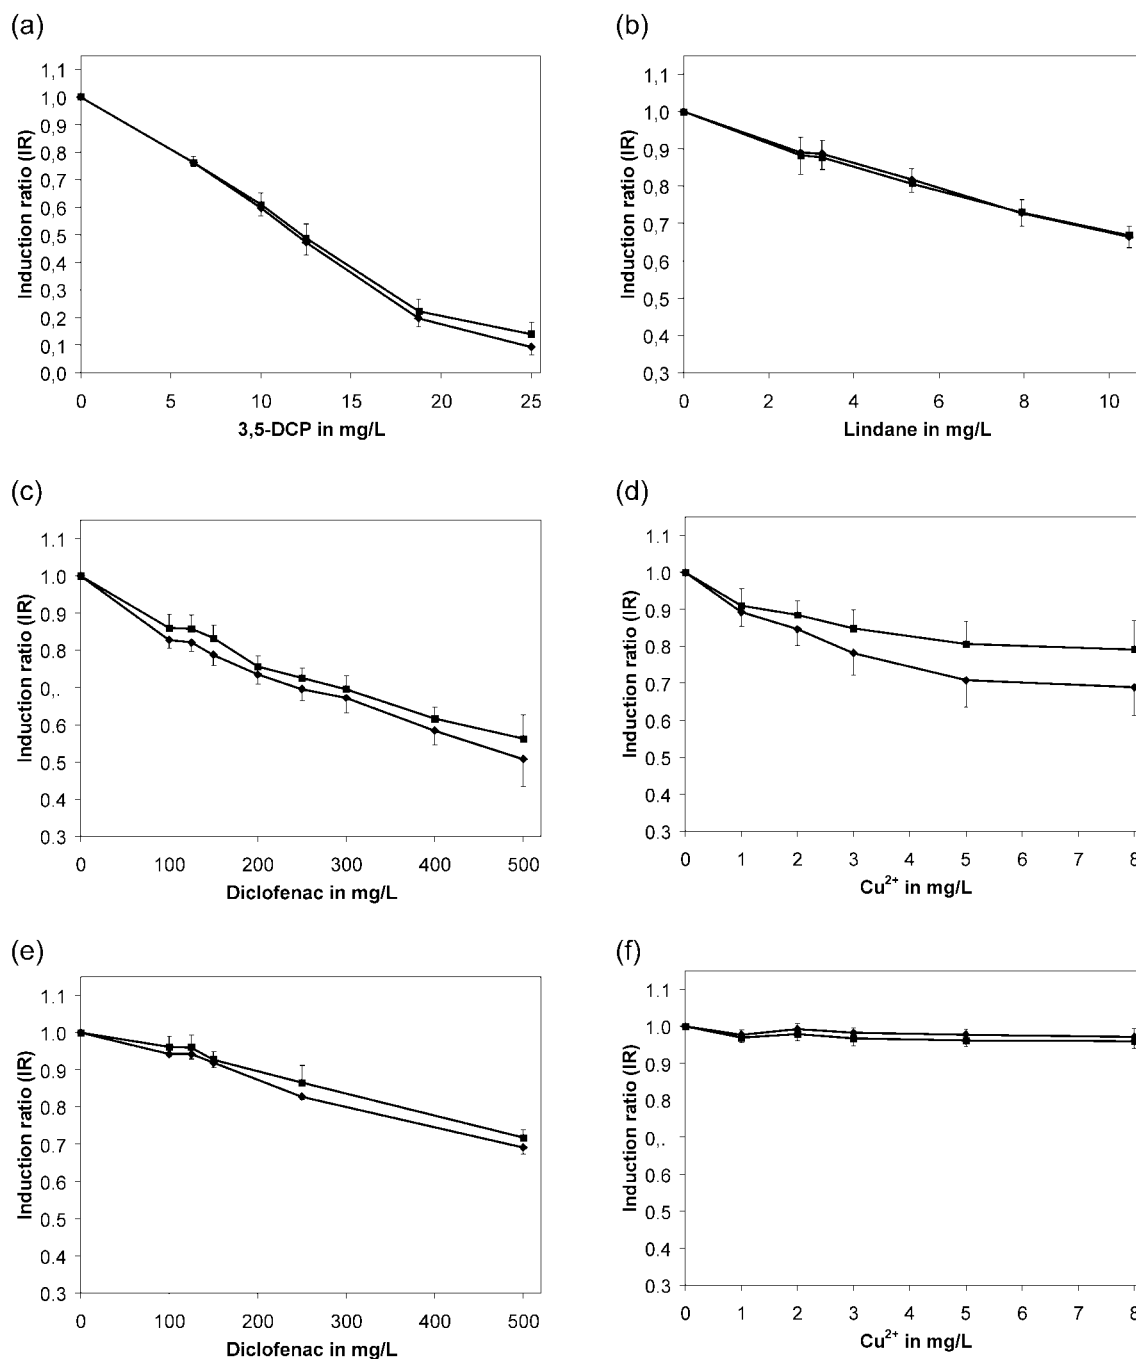 (a)
1,1
1,0
0,9
0,8
0,7
0,6
0,5
0,4
0,3
0,2
0,1
0,0
Induction ratio (IR)
0 5 10 15 20 25
3,5-DCP in mg/L
(b)
1,1
1,0
0,9
0,8
0,7
0,6
0,5
0,4
0,3
Induction ratio (IR)
0 2 4 6 8 10
Lindane in mg/L
(c)
1.1
1.0
0.9
0.8
0,.
0.6
0.5
0.4
0.3
Induction ratio (IR)
0 100 200 300 400 500
Diclofenac in mg/L
(d)
1.1
1.0
0.9
0.8
0.7
0.6
0.5
0.4
0.3
Induction ratio (IR)
0 1 2 3 4 5 6 7 8
Cu²⁺ in mg/L
(e)
1.1
1.0
0.9
0.8
0.7
0.6
0.5
0.4
0.3
Induction ratio (IR)
0 100 200 300 400 500
Diclofenac in mg/L
(f)
1.1
1.0
0.9
0.8
0,.
0.6
0.5
0.4
0.3
Induction ratio (IR)
0 1 2 3 4 5 6 7 8
Cu²⁺ in mg/L